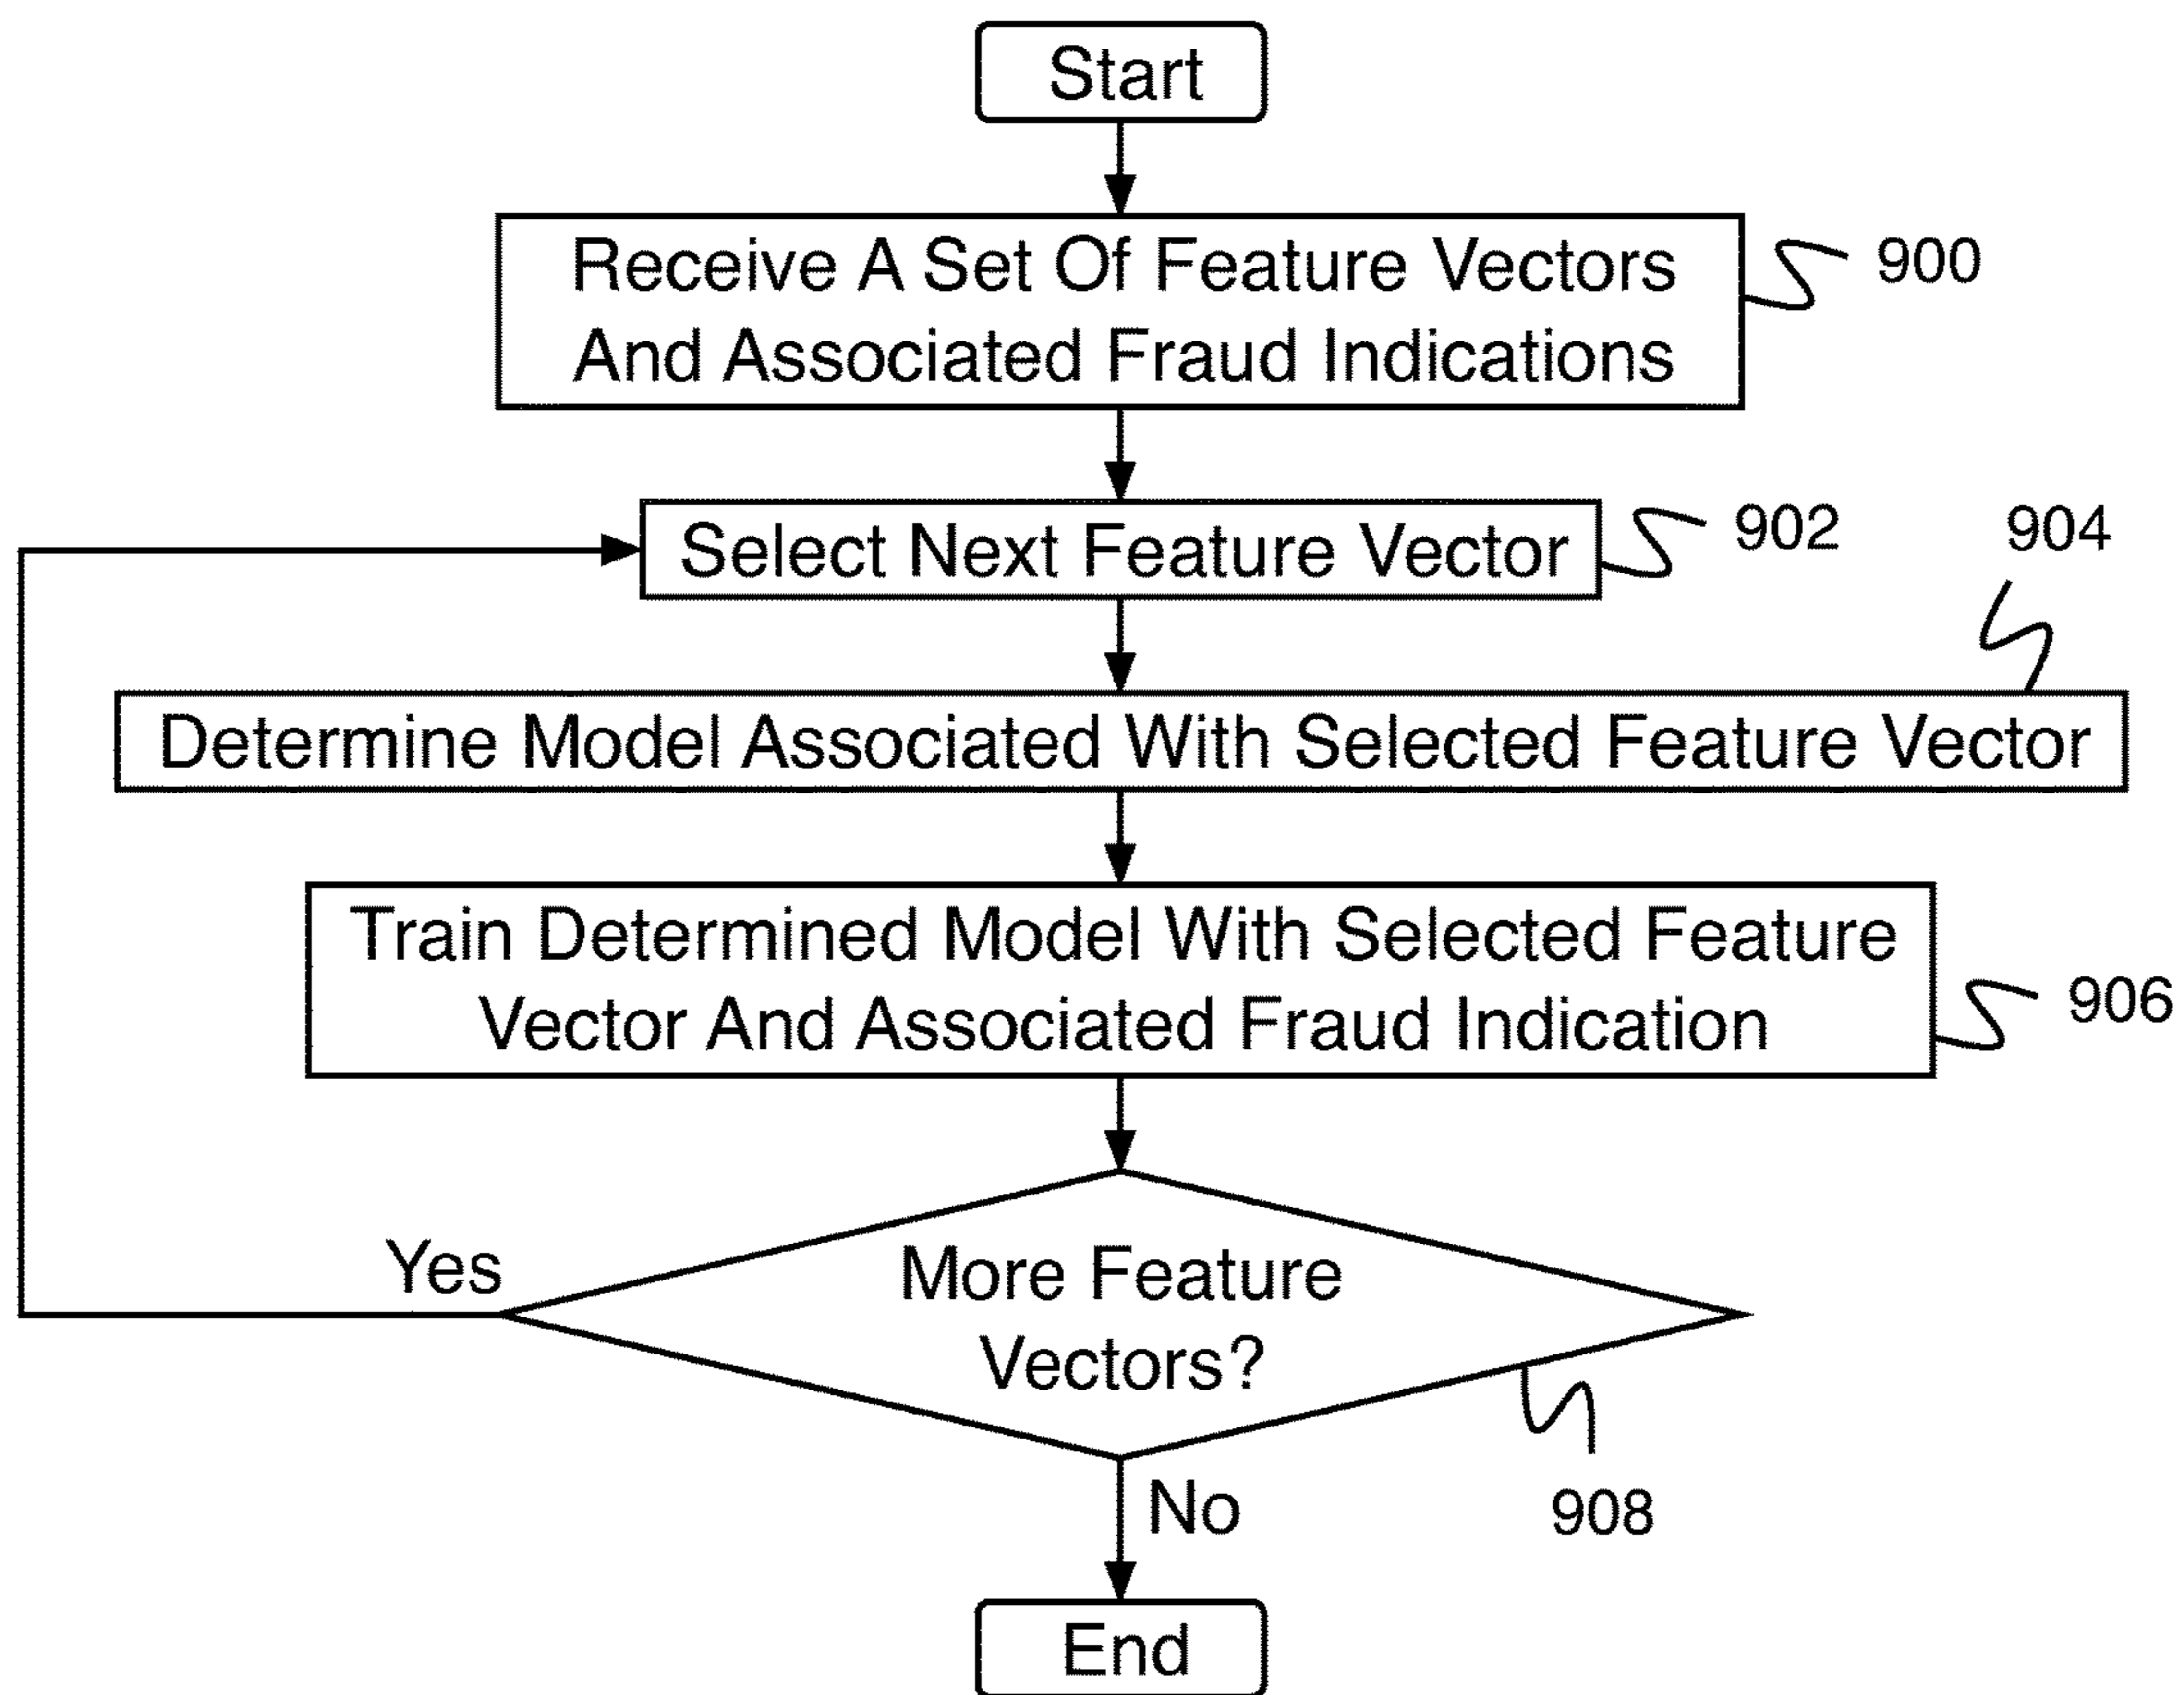 Start
Receive A Set Of Feature Vectors
And Associated Fraud Indications
900
Select Next Feature Vector
902
904
Determine Model Associated With Selected Feature Vector
Train Determined Model With Selected Feature
Vector And Associated Fraud Indication
906
Yes
More Feature
Vectors?
908
No
End